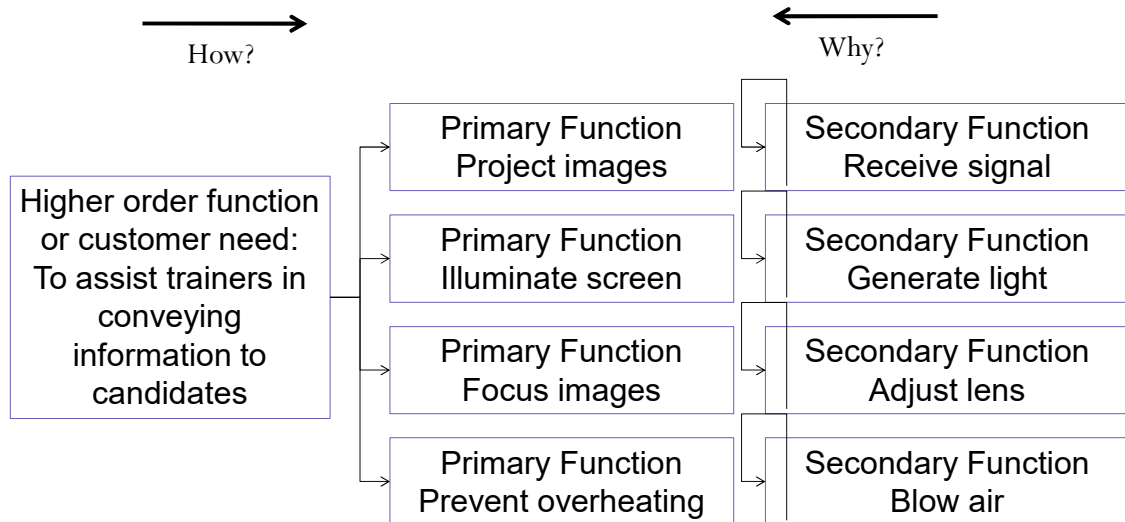 How?
Why?
Higher order function
or customer need:
To assist trainers in
conveying
information to
candidates
Primary Function
Project images
Secondary Function
Receive signal
Primary Function
Illuminate screen
Secondary Function
Generate light
Primary Function
Focus images
Secondary Function
Adjust lens
Primary Function
Prevent overheating
Secondary Function
Blow air